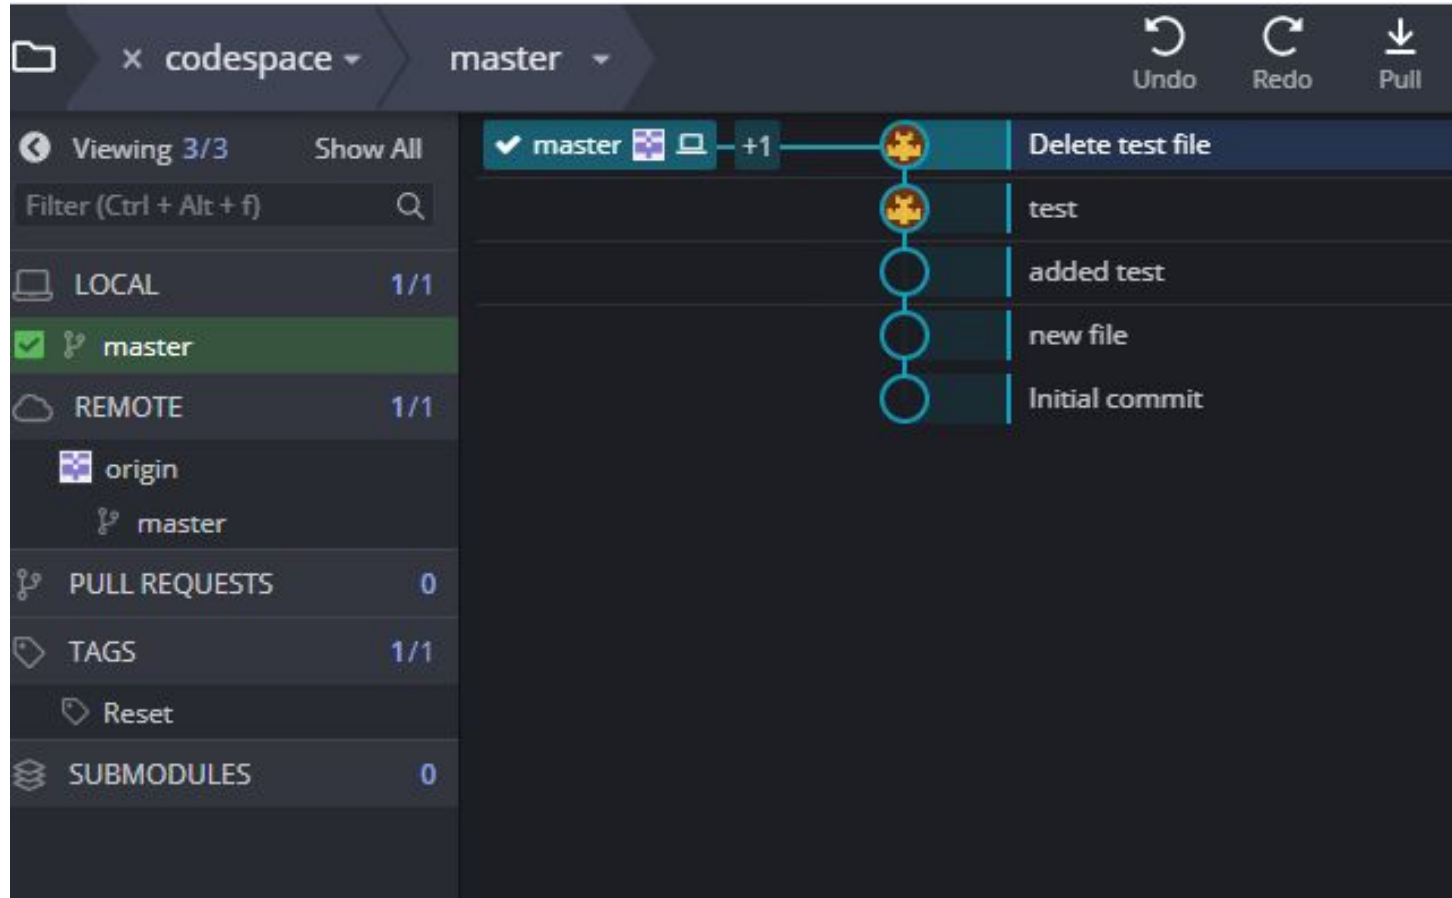 × codespace master Undo Redo Pull
Viewing 3/3 Show All
Filter (Ctrl + Alt + f)
LOCAL 1/1
master
REMOTE 1/1
origin
master
PULL REQUESTS 0
TAGS 1/1
Reset
SUBMODULES 0
master +1 Delete test file
test
added test
new file
Initial commit